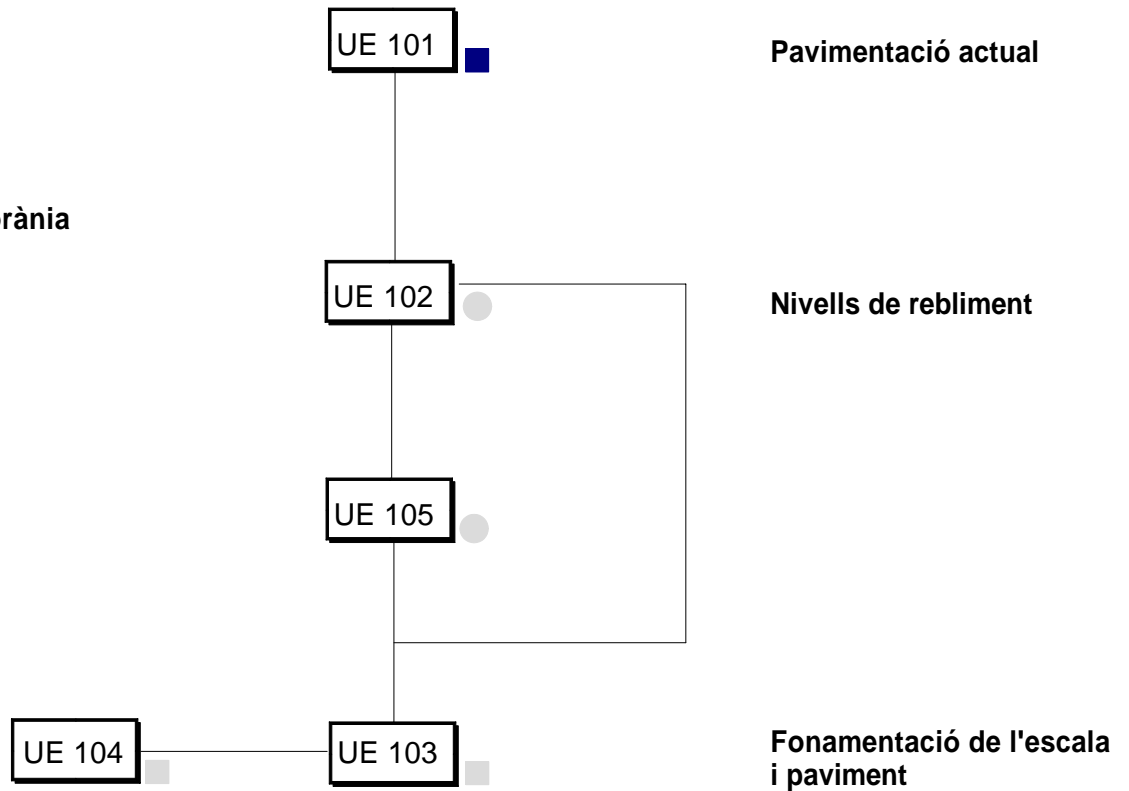 UE 101
Pavimentació actual
rània
UE 102
Nivells de rebliment
UE 105
UE 104
UE 103
Fonamentació de l'escala
i paviment